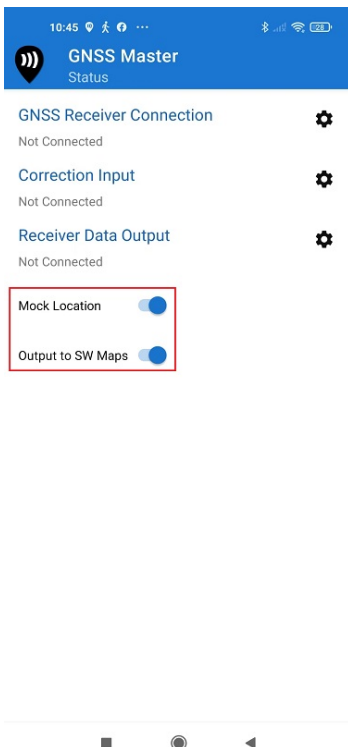 10:45
28
GNSS Master
Status
GNSS Receiver Connection
Not Connected
Correction Input
Not Connected
Receiver Data Output
Not Connected
Mock Location
Output to SW Maps